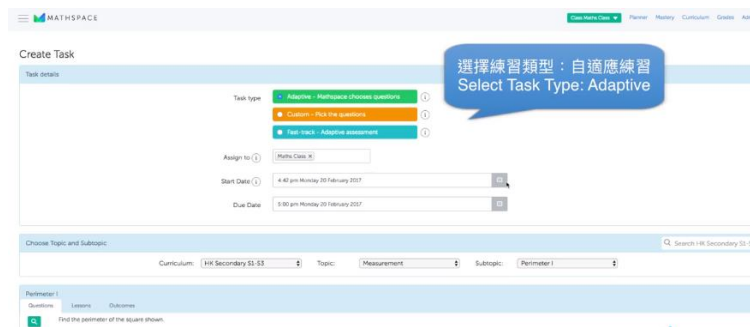 MATHSPACE
Class: Maths Class
Planner
Mastery
Curriculum
Grades
Create Task
Task details
選擇練習類型：自適應練習
Select Task Type: Adaptive
Task type
Adaptive - Mathspace chooses questions
Custom - Pick the questions
Fast-track - Adaptive assessment
Assign to
Maths Class x
Start Date
4:42 pm Monday 20 February 2017
Due Date
5:00 pm Monday 20 February 2017
Choose Topic and Subtopic
Search HK Secondary S1-
Curriculum:
HK Secondary S1-S3
Topic:
Measurement
Subtopic:
Perimeter I
Perimeter I
Questions
Lessons
Outcomes
Find the perimeter of the square shown.